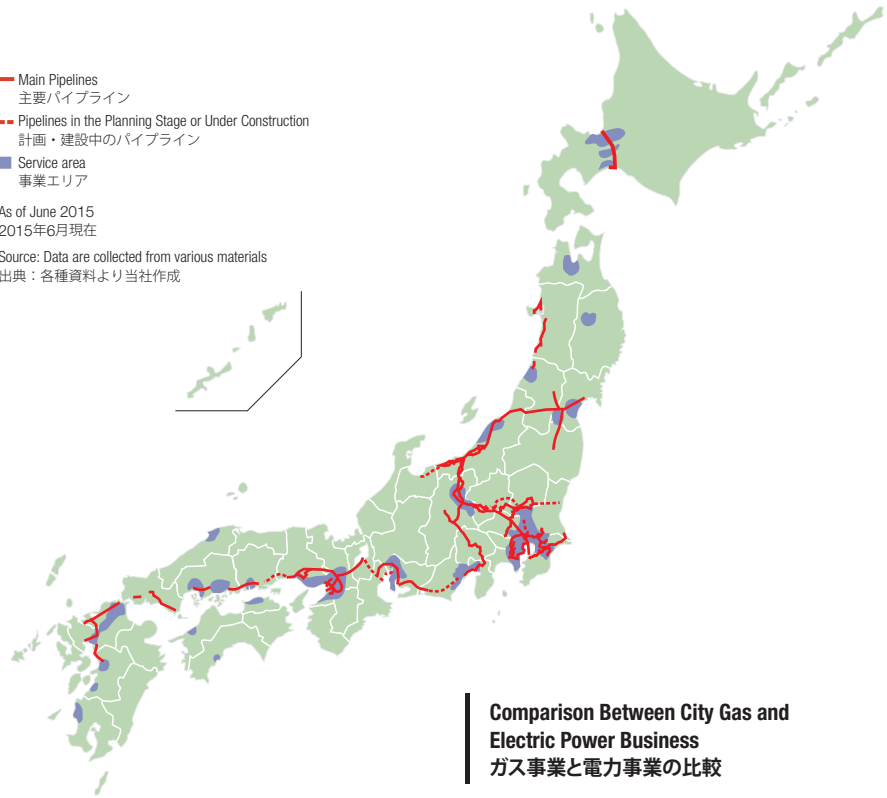 Main Pipelines
主要パイプライン
Pipelines in the Planning Stage or Under Construction
計画・建設中のパイプライン
Service area
事業エリア
As of June 2015
2015年6月現在
Source: Data are collected from various materials
出典：各種資料より当社作成
Comparison Between City Gas and
Electric Power Business
ガス事業と電力事業の比較